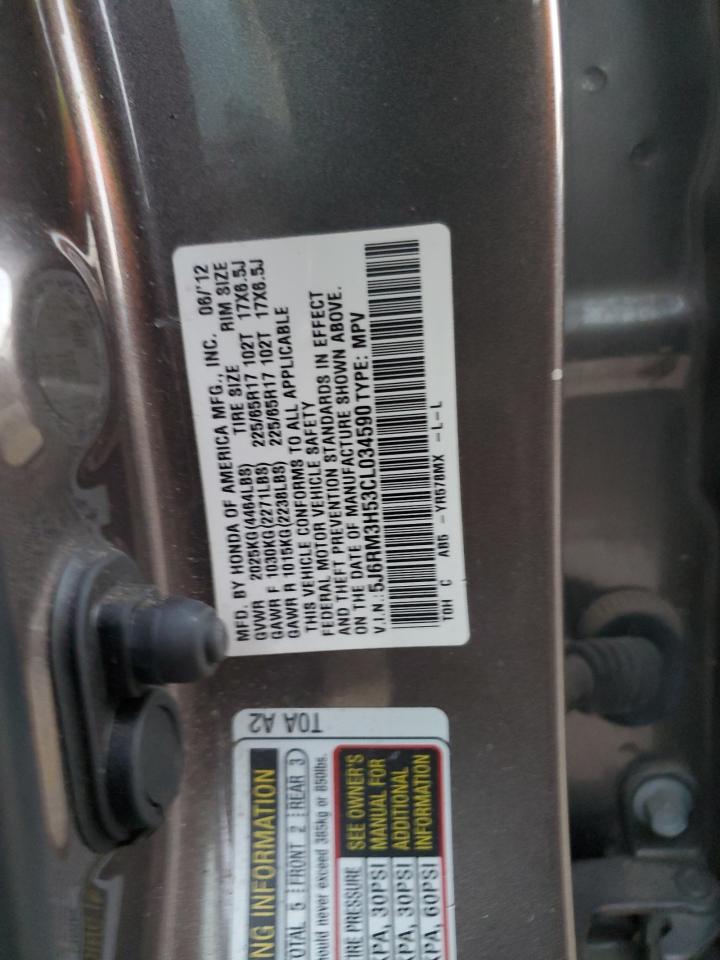 MFD. BY HONDA OF AMERICA MFG., INC. 06/'12
GVWR 2025KG(4464LBS) TIRE SIZE RIM SIZE
GAWR F 1030KG(2271LBS) 225/65R17 102T 17X6.5J
GAWR R 1015KG(2238LBS) 225/65R17 102T 17X6.5J
THIS VEHICLE CONFORMS TO ALL APPLICABLE
FEDERAL MOTOR VEHICLE SAFETY
AND THEFT PREVENTION STANDARDS IN EFFECT
ON THE DATE OF MANUFACTURE SHOWN ABOVE.
V.I.N.:5J6RM3H53CL034590 TYPE: MPV
T0H C A86 - YR578MX - L - L
T0A A2
NG INFORMATION
OTAL 5 FRONT 2 REAR 3
ould never exceed 385kg or 850lbs.
TIRE PRESSURE
KPA, 30PSI
KPA, 30PSI
KPA, 60PSI
SEE OWNER'S
MANUAL FOR
ADDITIONAL
INFORMATION